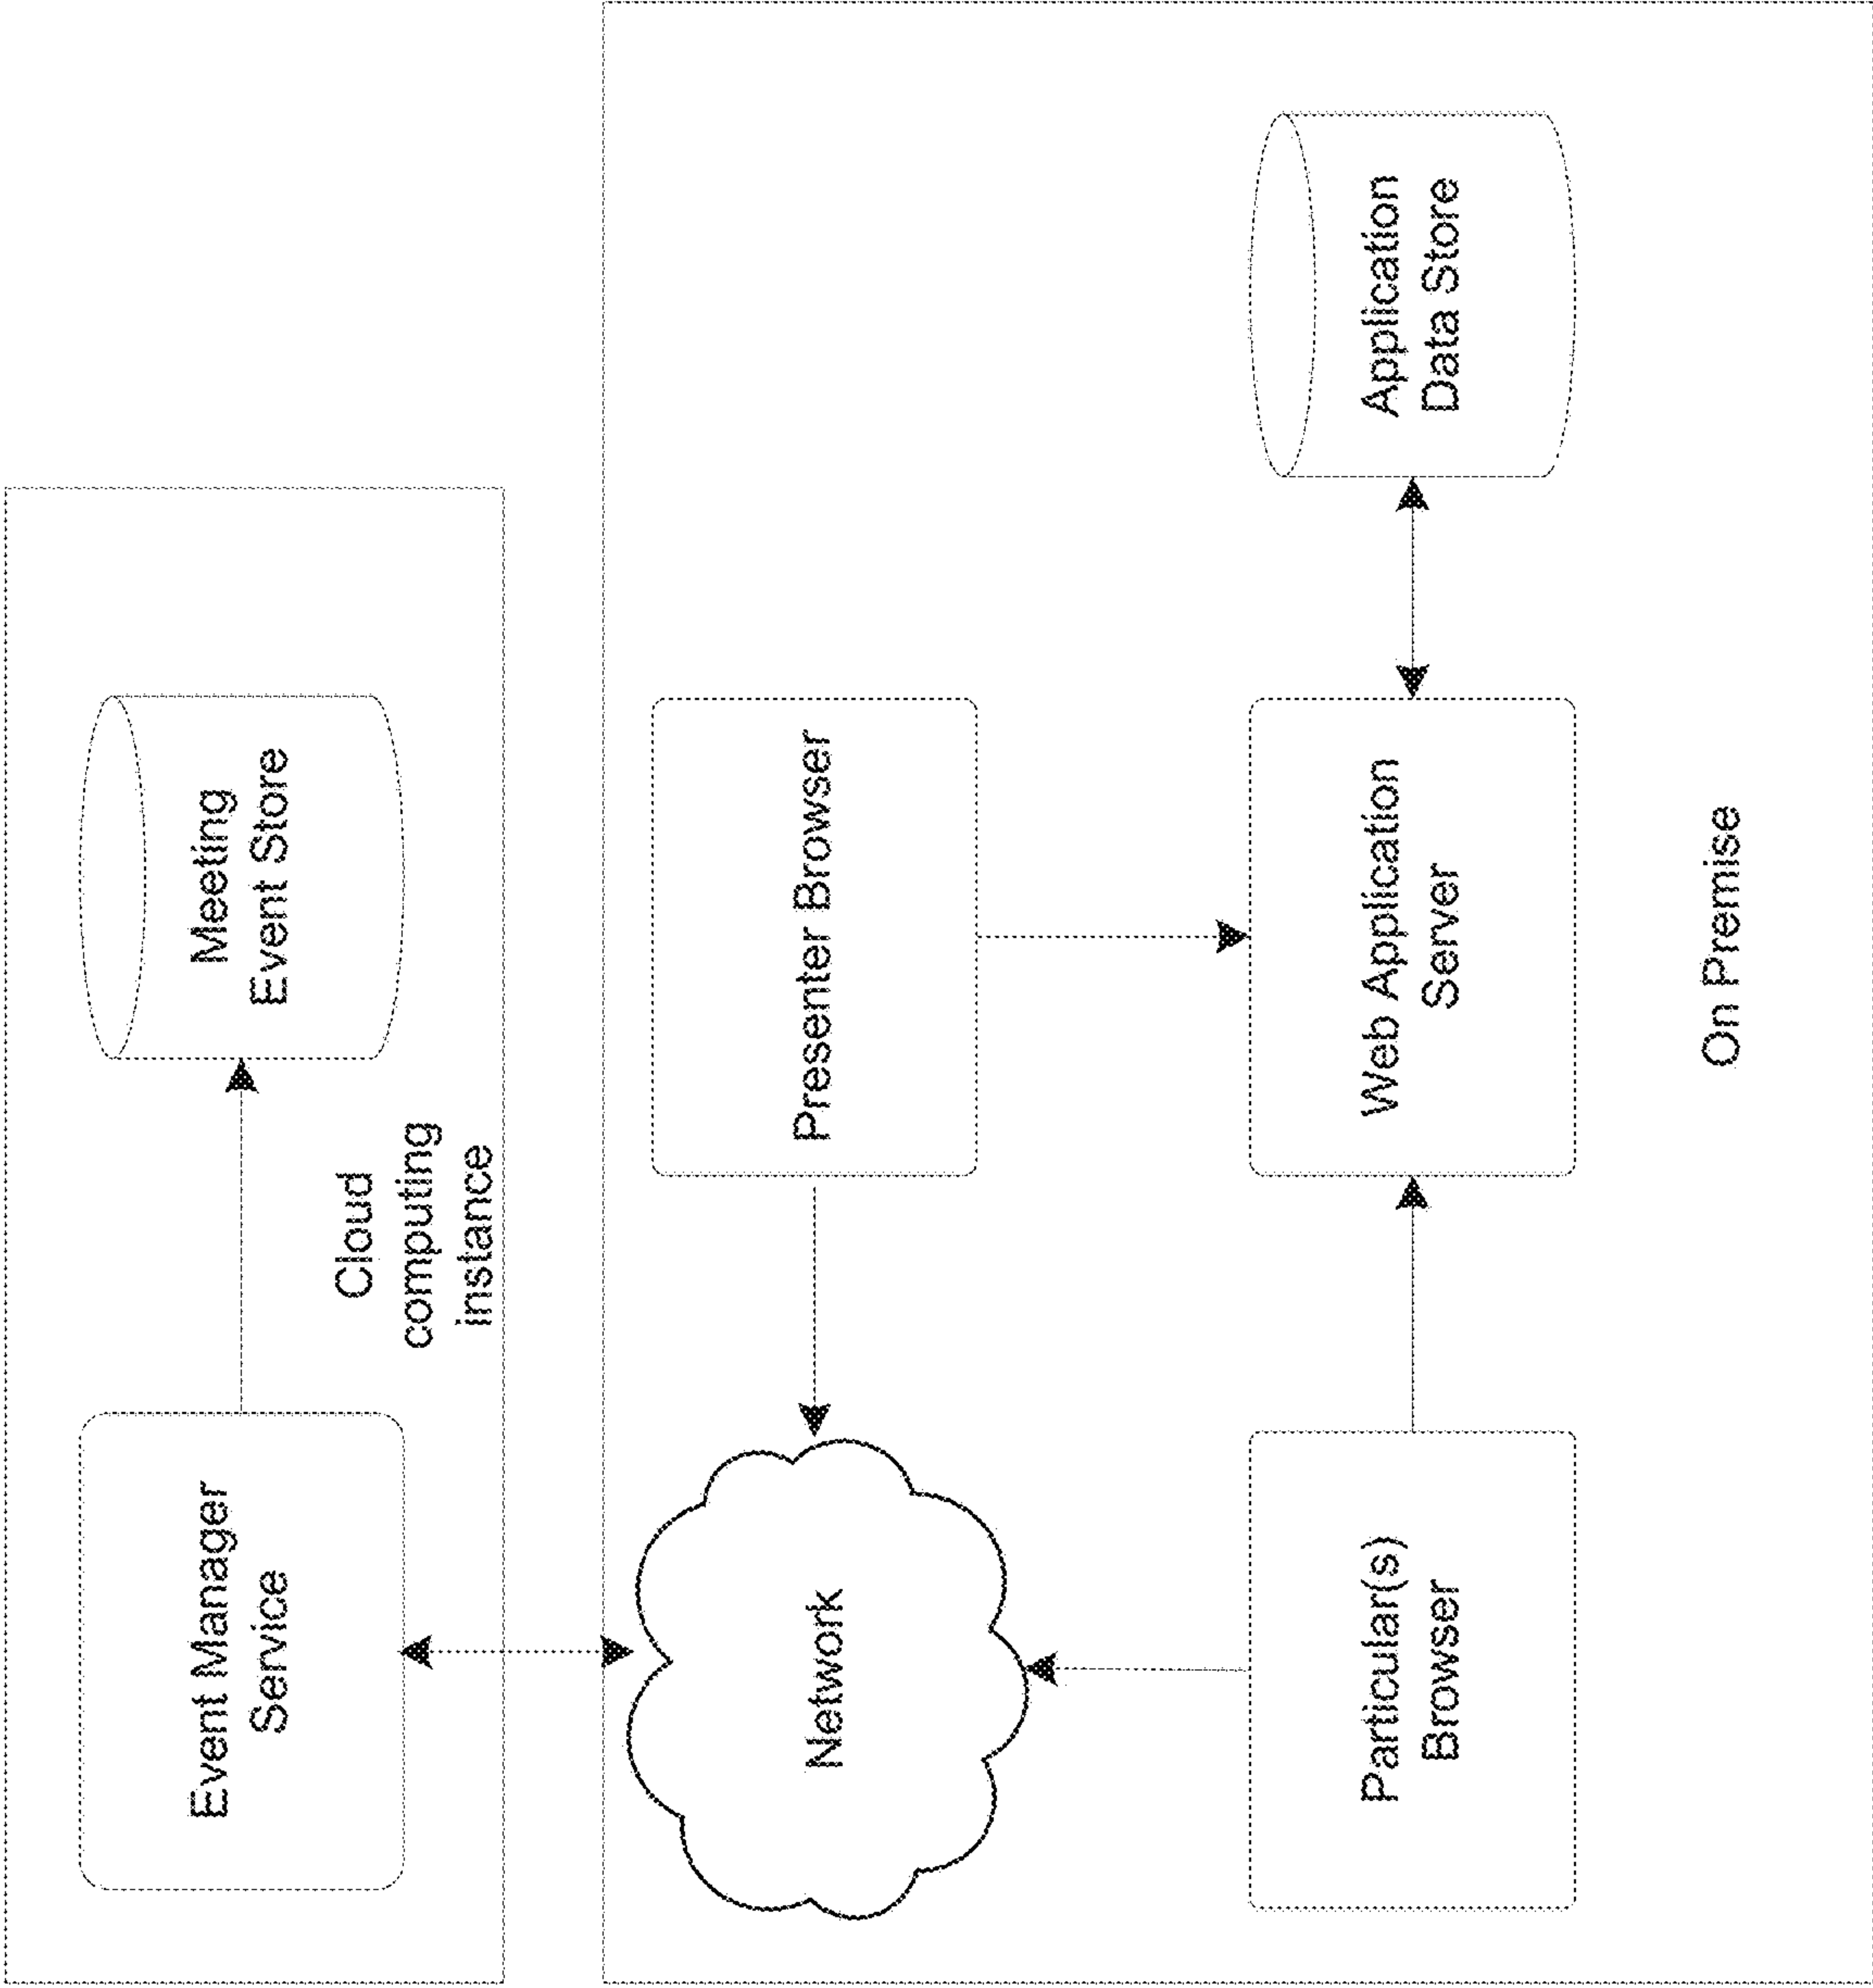 Event Manager
Service
Meeting
Event Store
Cloud
computing
instance
Network
Presenter Browser
Particular(s)
Browser
Web Application
Server
Application
Data Store
On Premise